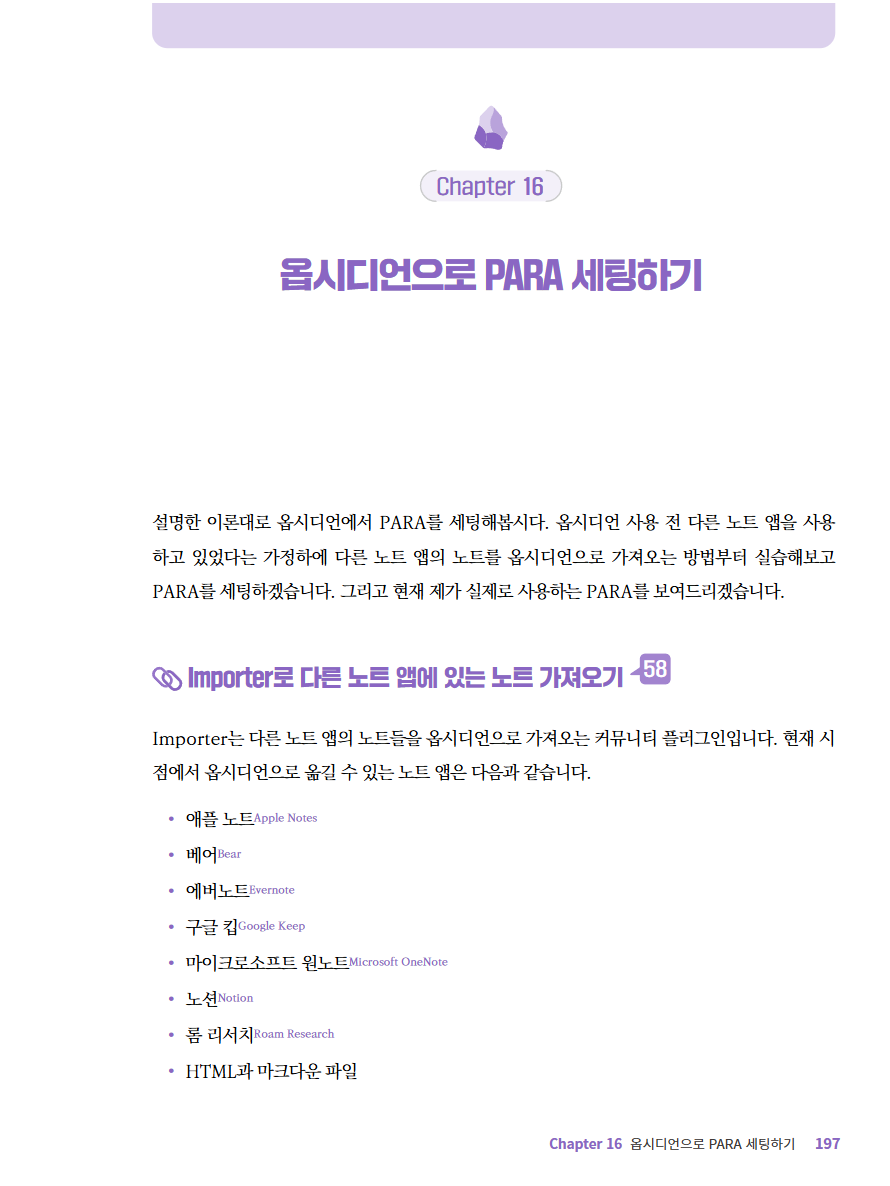 Chapter 16
옵시디언으로 PARA 세팅하기
설명한 이론대로 옵시디언에서 PARA를 세팅해봅시다. 옵시디언 사용 전 다른 노트 앱을 사용
하고 있었다는 가정하에 다른 노트 앱의 노트를 옵시디언으로 가져오는 방법부터 실습해보고
PARA를 세팅하겠습니다. 그리고 현재 제가 실제로 사용하는 PARA를 보여드리겠습니다.
Importer로 다른 노트 앱에 있는 노트 가져오기 58
Importer는 다른 노트 앱의 노트들을 옵시디언으로 가져오는 커뮤니티 플러그인입니다. 현재 시
점에서 옵시디언으로 옮길 수 있는 노트 앱은 다음과 같습니다.
• 애플 노트Apple Notes
• 베어Bear
• 에버노트Evernote
• 구글 킵Google Keep
• 마이크로소프트 원노트Microsoft OneNote
• 노션Notion
• 롬 리서치Roam Research
• HTML과 마크다운 파일
Chapter 16 옵시디언으로 PARA 세팅하기 197